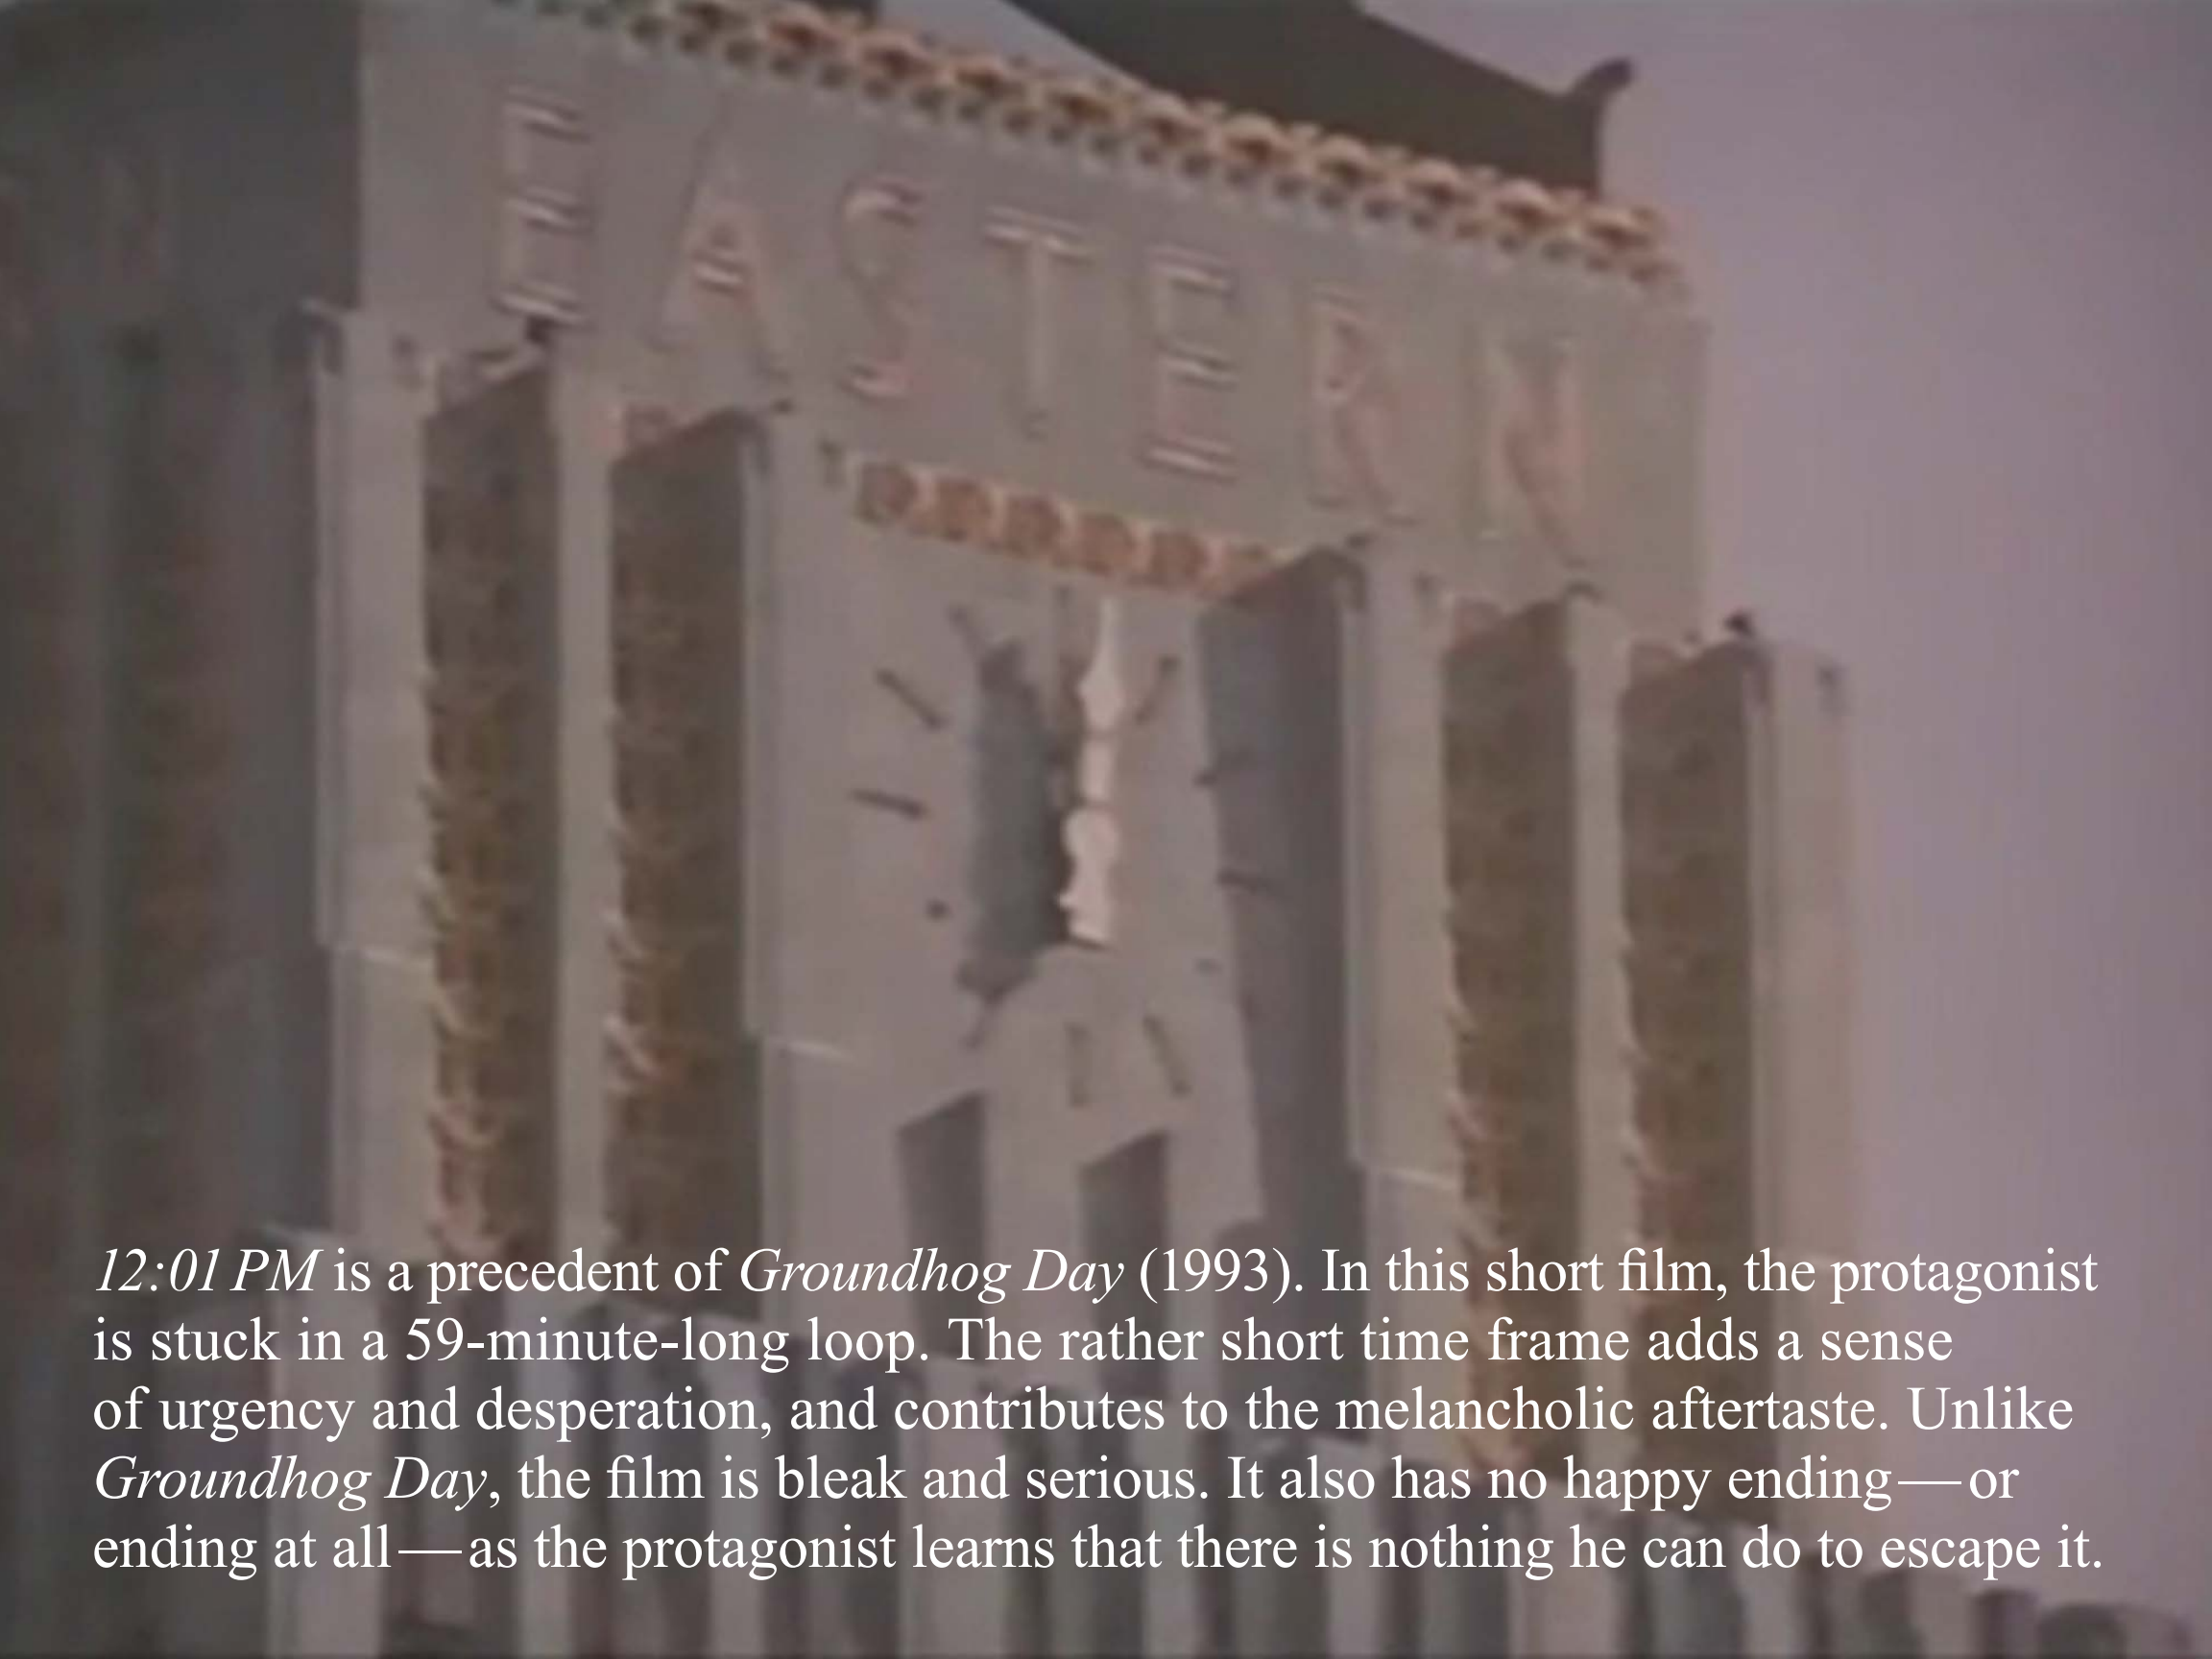 EASTERN
12:01 PM is a precedent of Groundhog Day (1993). In this short film, the protagonist
is stuck in a 59-minute-long loop. The rather short time frame adds a sense
of urgency and desperation, and contributes to the melancholic aftertaste. Unlike
Groundhog Day, the film is bleak and serious. It also has no happy ending—or
ending at all—as the protagonist learns that there is nothing he can do to escape it.